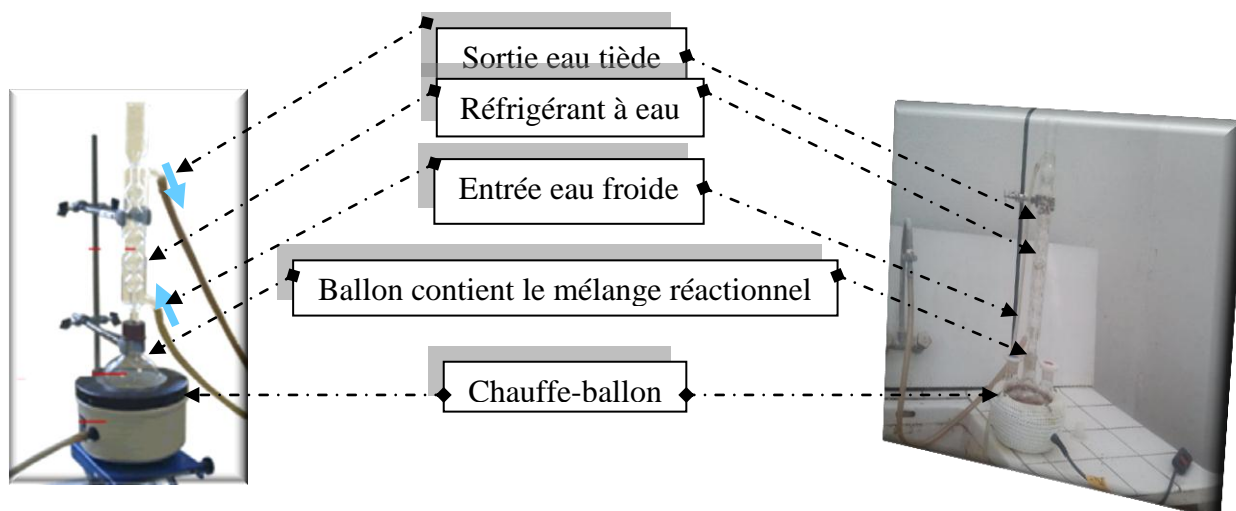 Sortie eau tiède
Réfrigérant à eau
Entrée eau froide
Ballon contient le mélange réactionnel
Chauffe-ballon